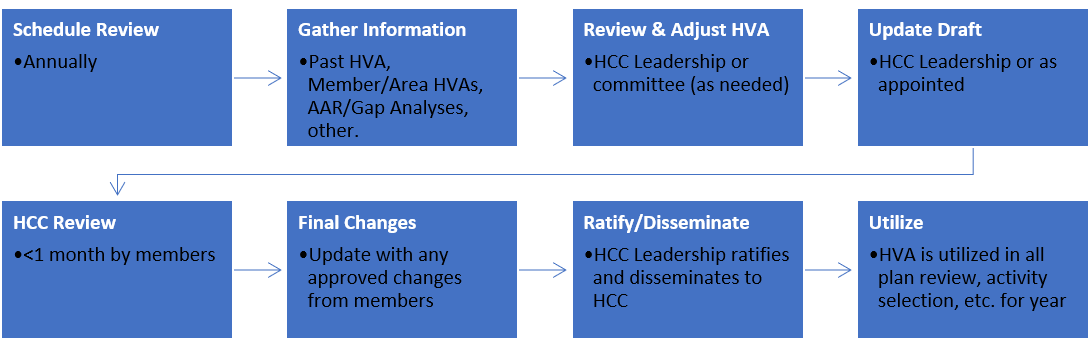 Schedule Review
•Annually
Gather Information
•Past HVA,
Member/Area HVAs,
AAR/Gap Analyses,
other.
Review & Adjust HVA
•HCC Leadership or
committee (as needed)
Update Draft
•HCC Leadership or as
appointed
HCC Review
•<1 month by members
Final Changes
•Update with any
approved changes
from members
Ratify/Disseminate
•HCC Leadership ratifies
and disseminates to
HCC
Utilize
•HVA is utilized in all
plan review, activity
selection, etc. for year